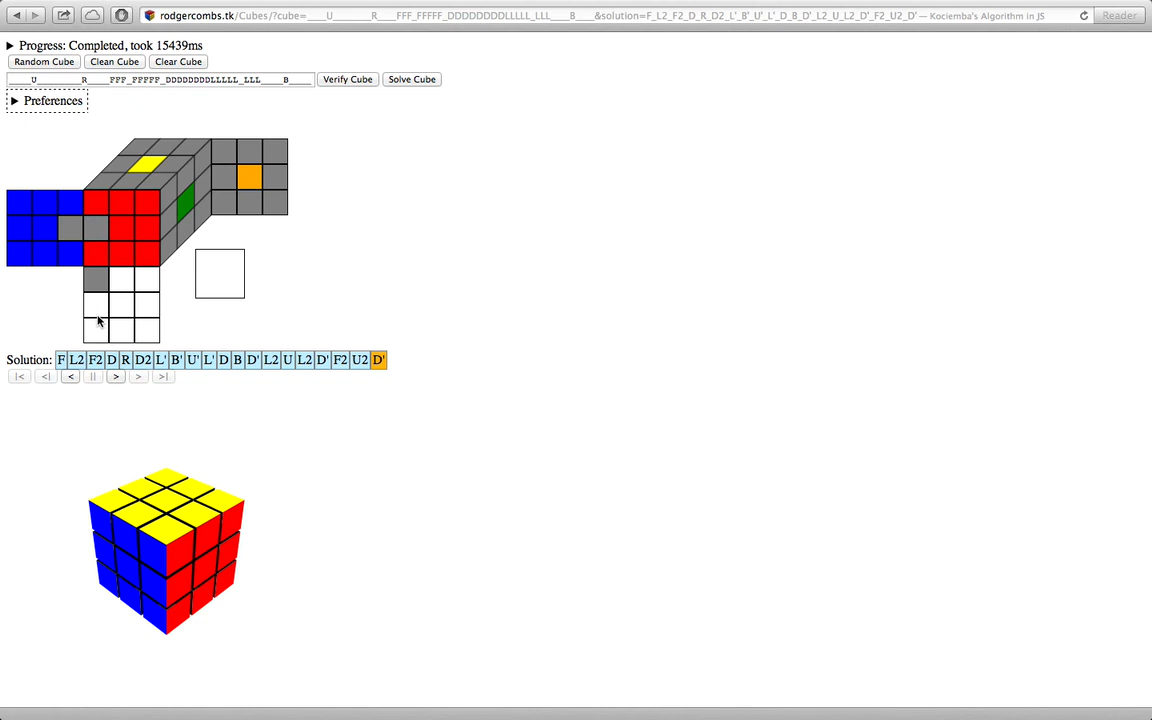 rodgercombs.tk/Cubes/?cube=____U________R____FFF_FFFFF_DDDDDDDDLLLLL_LLL____B____&solution=F_L2_F2_D_R_D2_L'_B'_U'_L'_D_B_D'_L2_U_L2_D'_F2_U2_D' — Kociemba's Algorithm in JS
Reader
Progress: Completed, took 15439ms
Random Cube Clean Cube Clear Cube
____U________R____FFF_FFFFF_DDDDDDDDLLLLL_LLL____B____ Verify Cube Solve Cube
Preferences
Solution: F L2 F2 D R D2 L' B' U' L' D B D' L2 U L2 D' F2 U2 D'
|< <| < || > > >|